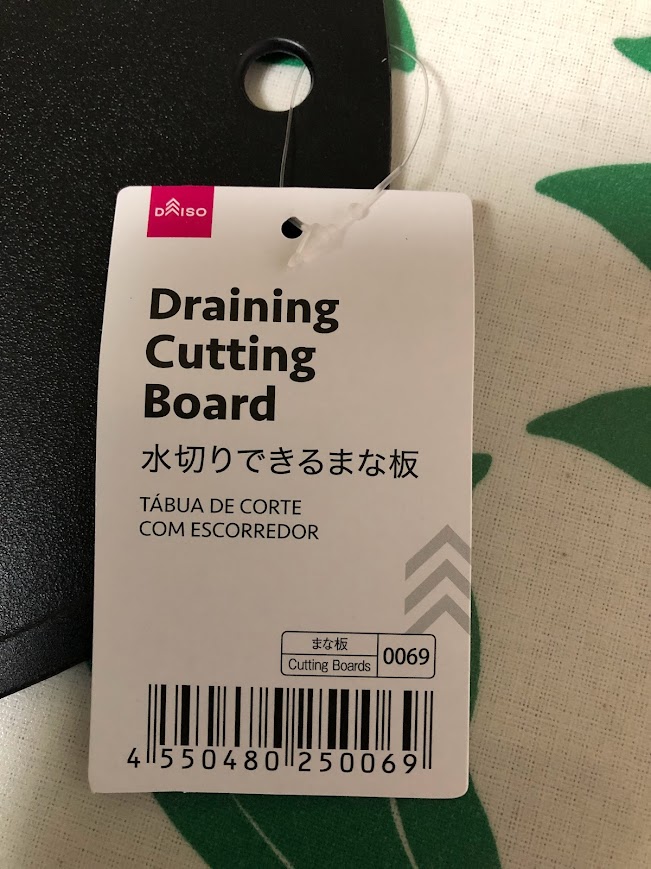 DAISO
Draining
Cutting
Board
水切りできるまな板
TÁBUA DE CORTE
COM ESCORREDOR
まな板
Cutting Boards
0069
4 550480 250069